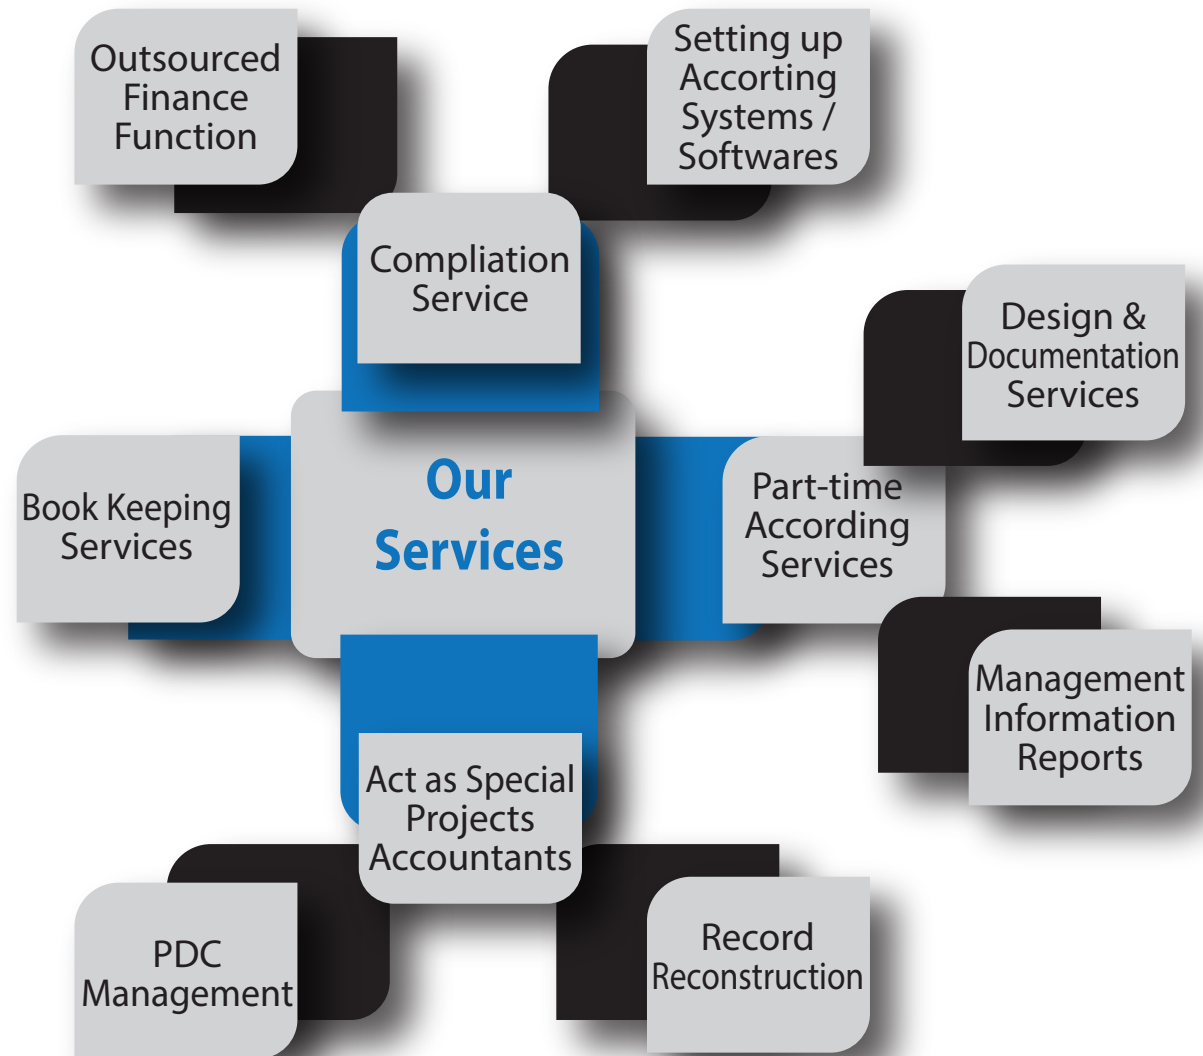 Outsourced
Finance
Function
Setting up
Accorting
Systems /
Softwares
Compliation
Service
Design &
Documentation
Services
Our
Services
Book Keeping
Services
Part-time
According
Services
Management
Information
Reports
Act as Special
Projects
Accountants
PDC
Management
Record
Reconstruction